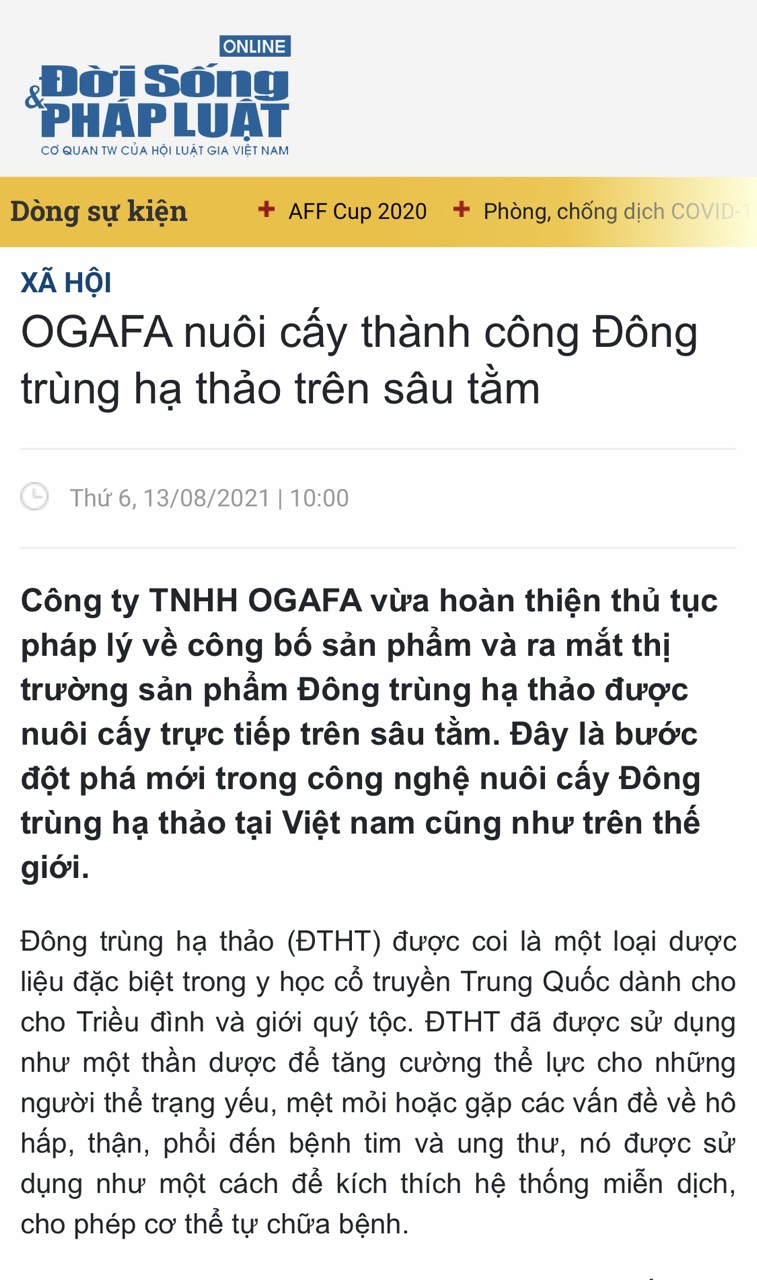 ONLINE
Đời Sống
& PHÁP LUẬT
CƠ QUAN TW CỦA HỘI LUẬT GIA VIỆT NAM
Dòng sự kiện + AFF Cup 2020 + Phòng, chống dịch COVID-1
XÃ HỘI
OGAFA nuôi cấy thành công Đông
trùng hạ thảo trên sâu tằm
Thứ 6, 13/08/2021 | 10:00
Công ty TNHH OGAFA vừa hoàn thiện thủ tục
pháp lý về công bố sản phẩm và ra mắt thị
trường sản phẩm Đông trùng hạ thảo được
nuôi cấy trực tiếp trên sâu tằm. Đây là bước
đột phá mới trong công nghệ nuôi cấy Đông
trùng hạ thảo tại Việt nam cũng như trên thế
giới.
Đông trùng hạ thảo (ĐTHT) được coi là một loại dược
liệu đặc biệt trong y học cổ truyền Trung Quốc dành cho
cho Triều đình và giới quý tộc. ĐTHT đã được sử dụng
như một thần dược để tăng cường thể lực cho những
người thể trạng yếu, mệt mỏi hoặc gặp các vấn đề về hô
hấp, thận, phổi đến bệnh tim và ung thư, nó được sử
dụng như một cách để kích thích hệ thống miễn dịch,
cho phép cơ thể tự chữa bệnh.